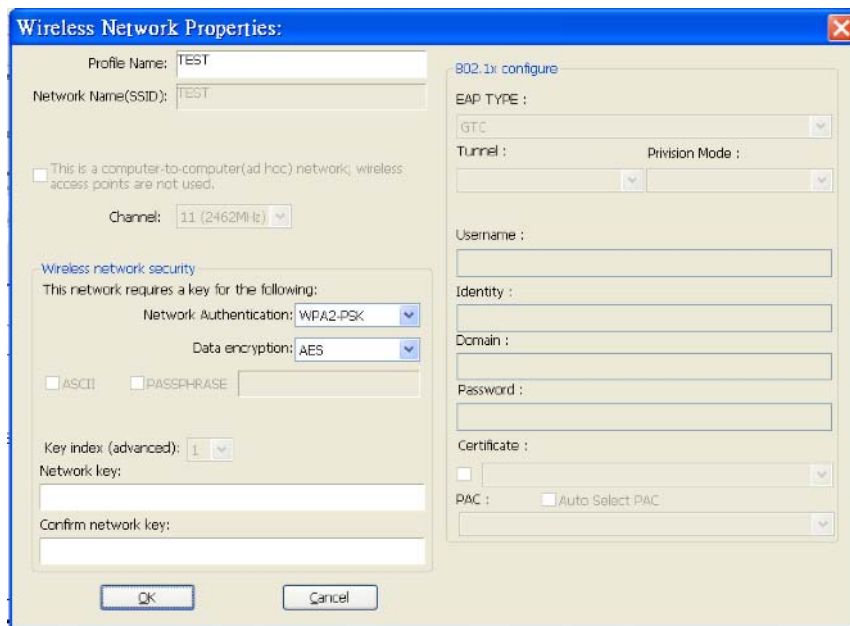 Wireless Network Properties:
Profile Name: TEST
Network Name(SSID): TEST
This is a computer-to-computer(ad hoc) network; wireless
access points are not used.
Channel: 11 (2462MHz)
Wireless network security
This network requires a key for the following:
Network Authentication: WPA2-PSK
Data encryption: AES
ASCII PASSPHRASE
Key index (advanced): 1
Network key:
Confirm network key:
OK Cancel
802.1x configure
EAP TYPE :
GTC
Tunnel : Privision Mode :
Username :
Identity :
Domain :
Password :
Certificate :
PAC : Auto Select PAC